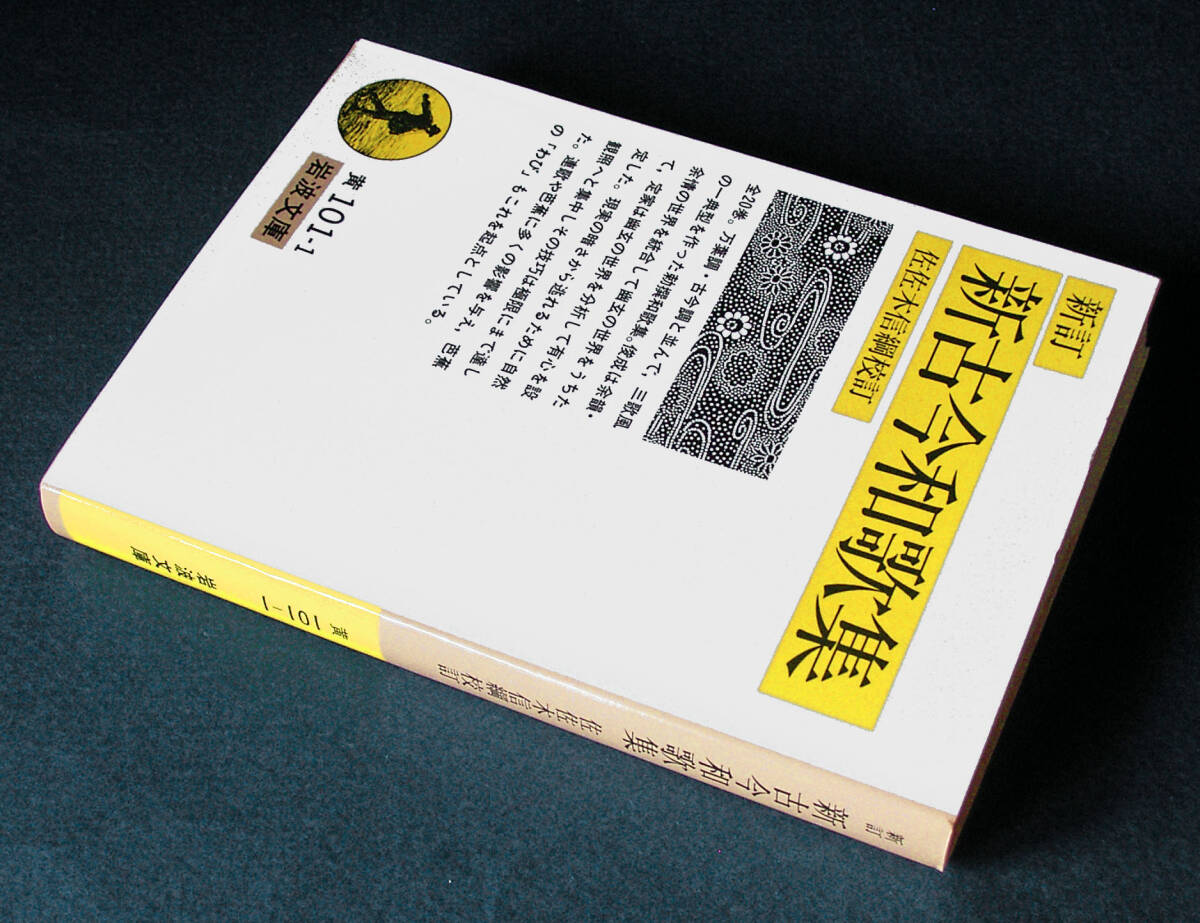 新訂
新古今和歌集
佐佐木信綱校訂
全20巻。万葉調・古今調と並んで、三歌風
の一典型を作った勅撰和歌集。俊成は余韻・
余情の世界を統合して幽玄の世界をうちた
て、定家は幽玄の世界を分析して有心を設
定した。現実の暗さから逃れるために自然
観照へと集中しその技巧は極限にまで達し
た。連歌や芭蕉に多くの影響を与え、芭蕉
の「わび」もこれを起点としている。
黄101-1
岩波文庫
新訂 新古今和歌集 佐佐木信綱校訂
黄 101-1
岩波文庫